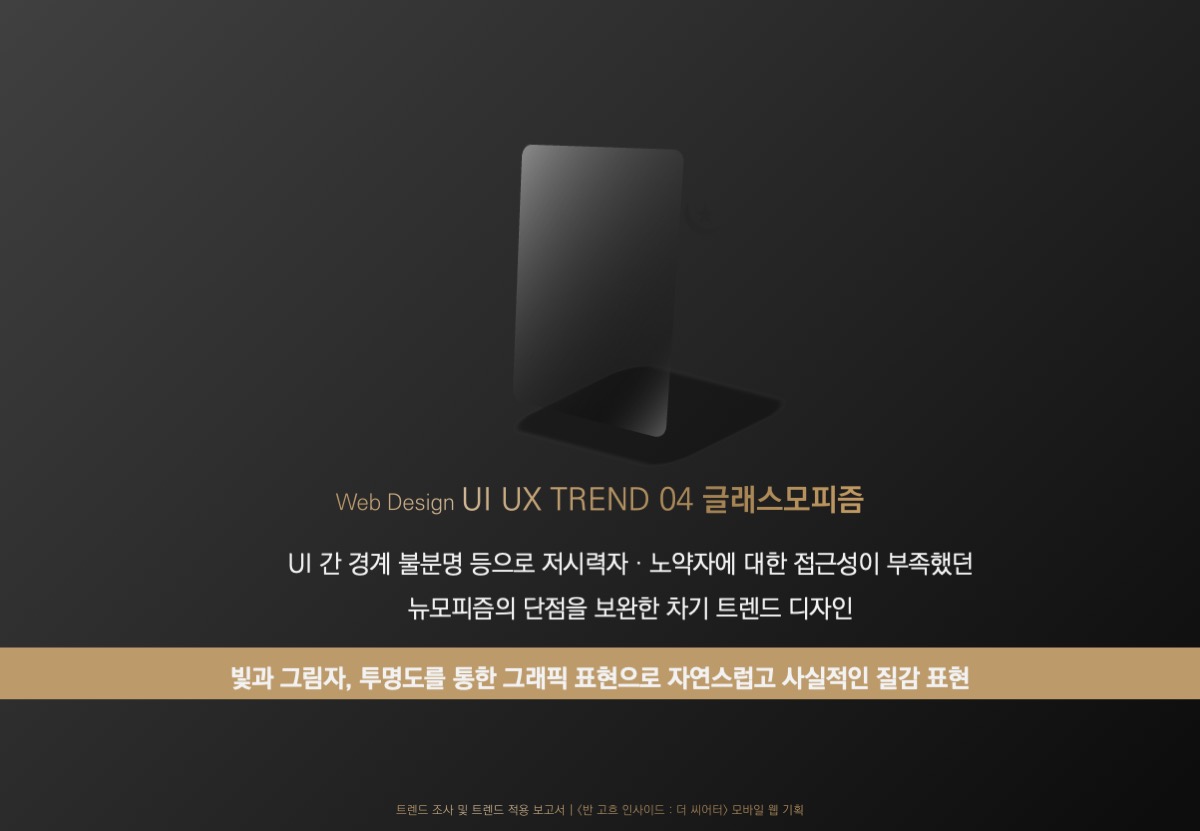 Web Design UI UX TREND 04 글래스모피즘
UI 간 경계 불분명 등으로 저시력자 · 노약자에 대한 접근성이 부족했던
뉴모피즘의 단점을 보완한 차기 트렌드 디자인
빛과 그림자, 투명도를 통한 그래픽 표현으로 자연스럽고 사실적인 질감 표현
트렌드 조사 및 트렌드 적용 보고서 | 〈반 고흐 인사이드 : 더 씨어터〉 모바일 웹 기획